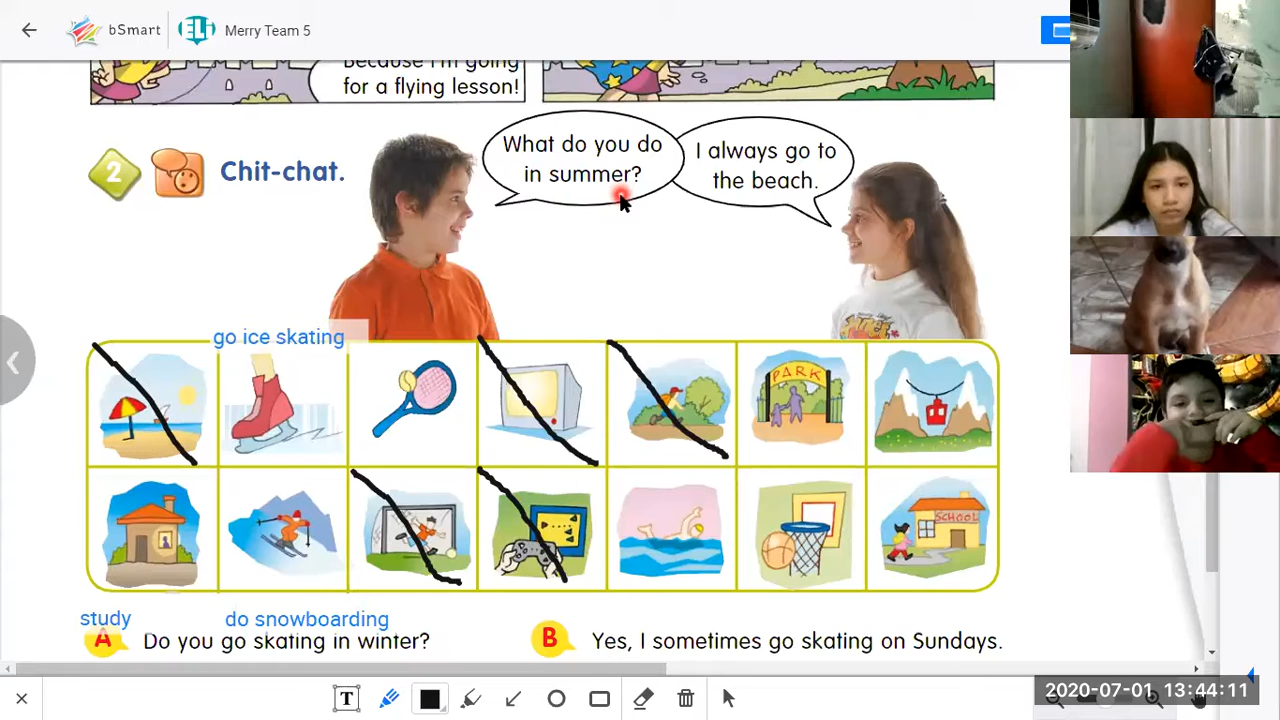 bSmart
ELi
Merry Team 5
Because I'm going
for a flying lesson!
2
Chit-chat.
What do you do
in summer?
I always go to
the beach.
go ice skating
PARK
SCHOOL
study
do snowboarding
A
Do you go skating in winter?
B
Yes, I sometimes go skating on Sundays.
T
2020-07-01 13:44:11